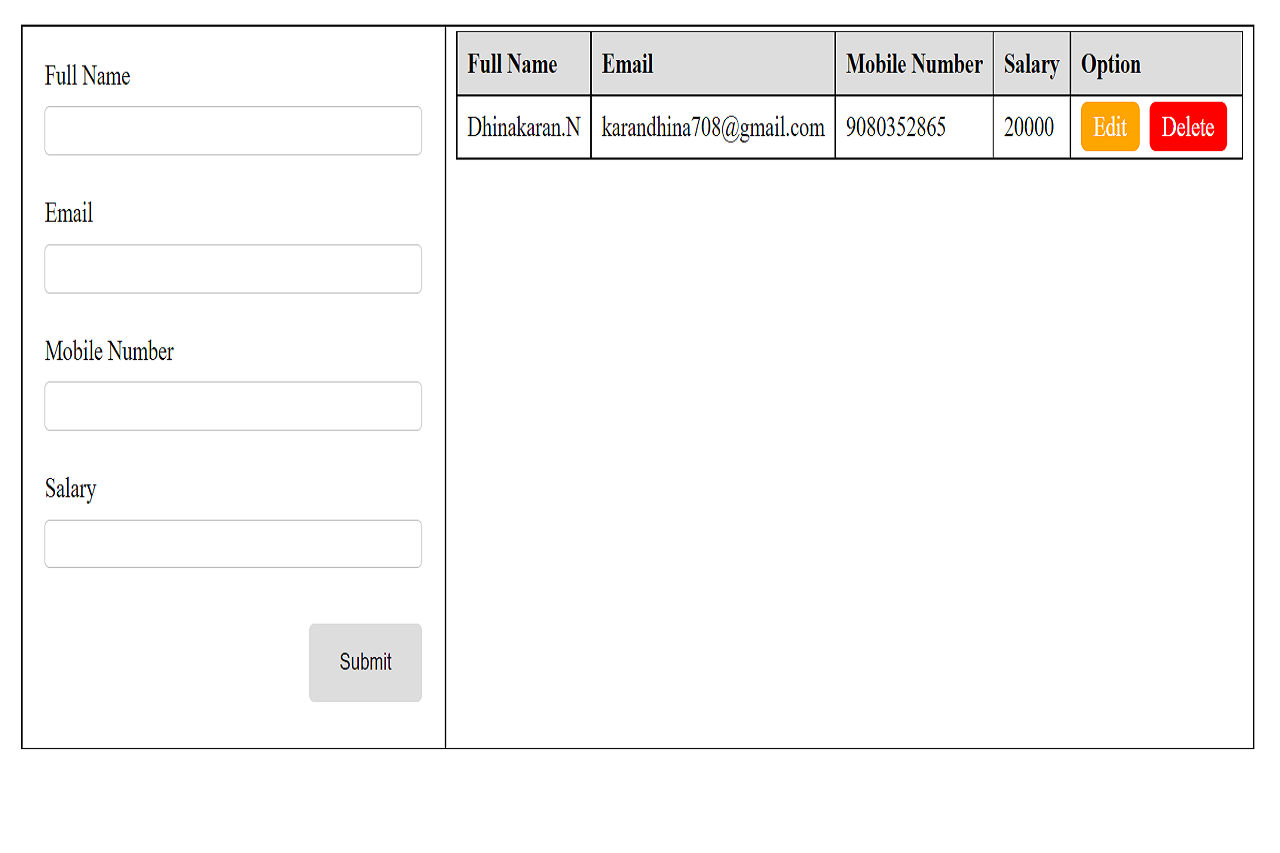 Full Name
Email
Mobile Number
Salary
Submit
Full Name Email Mobile Number Salary Option
Dhinakaran.N karandhina708@gmail.com 9080352865 20000 Edit Delete